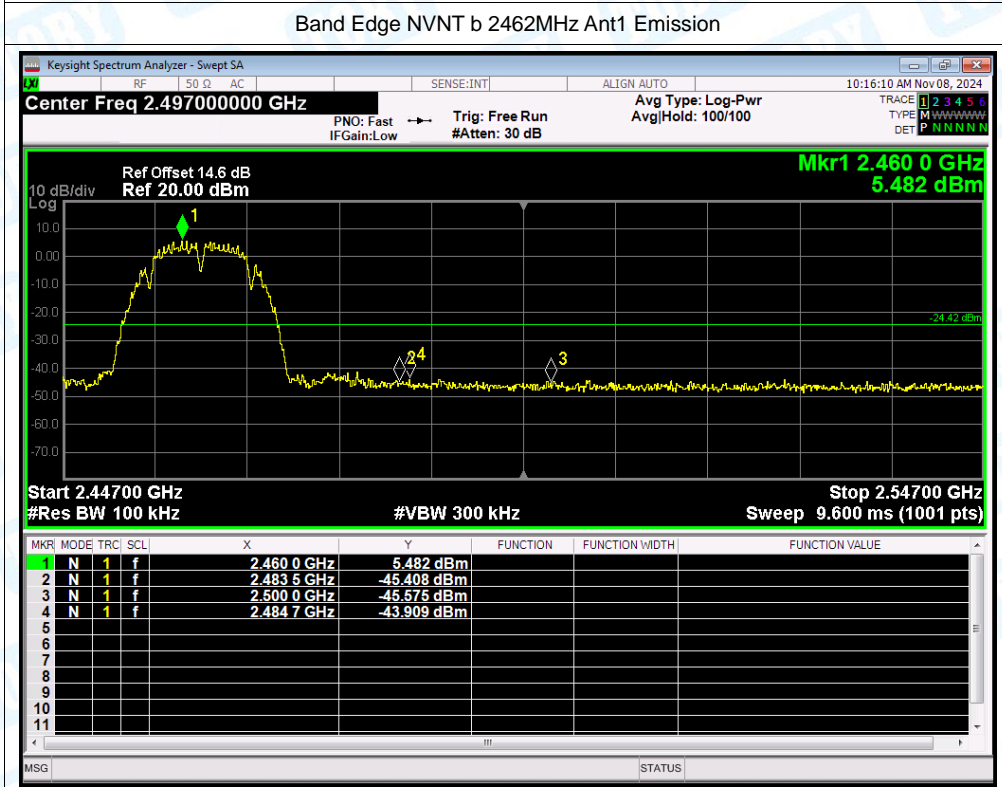 Band Edge NVNT b 2462MHz Ant1 Emission
Keysight Spectrum Analyzer - Swept SA
LXI RF 50 Ω AC SENSE:INT ALIGN AUTO 10:16:10 AM Nov 08, 2024
Center Freq 2.497000000 GHz
PNO: Fast
IFGain:Low
Trig: Free Run
#Atten: 30 dB
Avg Type: Log-Pwr
Avg|Hold: 100/100
TRACE 1 2 3 4 5 6
TYPE M W W W W W
DET P N N N N N
Mkr1 2.460 0 GHz
5.482 dBm
Ref Offset 14.6 dB
10 dB/div Ref 20.00 dBm
Log
10.0
0.00
-10.0
-20.0
-30.0
-40.0
-50.0
-60.0
-70.0
1
-24.42 dBm
2 4
3
Start 2.44700 GHz Stop 2.54700 GHz
#Res BW 100 kHz #VBW 300 kHz Sweep 9.600 ms (1001 pts)
MKR MODE TRC SCL X Y FUNCTION FUNCTION WIDTH FUNCTION VALUE
1 N 1 f 2.460 0 GHz 5.482 dBm
2 N 1 f 2.483 5 GHz -45.408 dBm
3 N 1 f 2.500 0 GHz -45.575 dBm
4 N 1 f 2.484 7 GHz -43.909 dBm
5
6
7
8
9
10
11
MSG STATUS